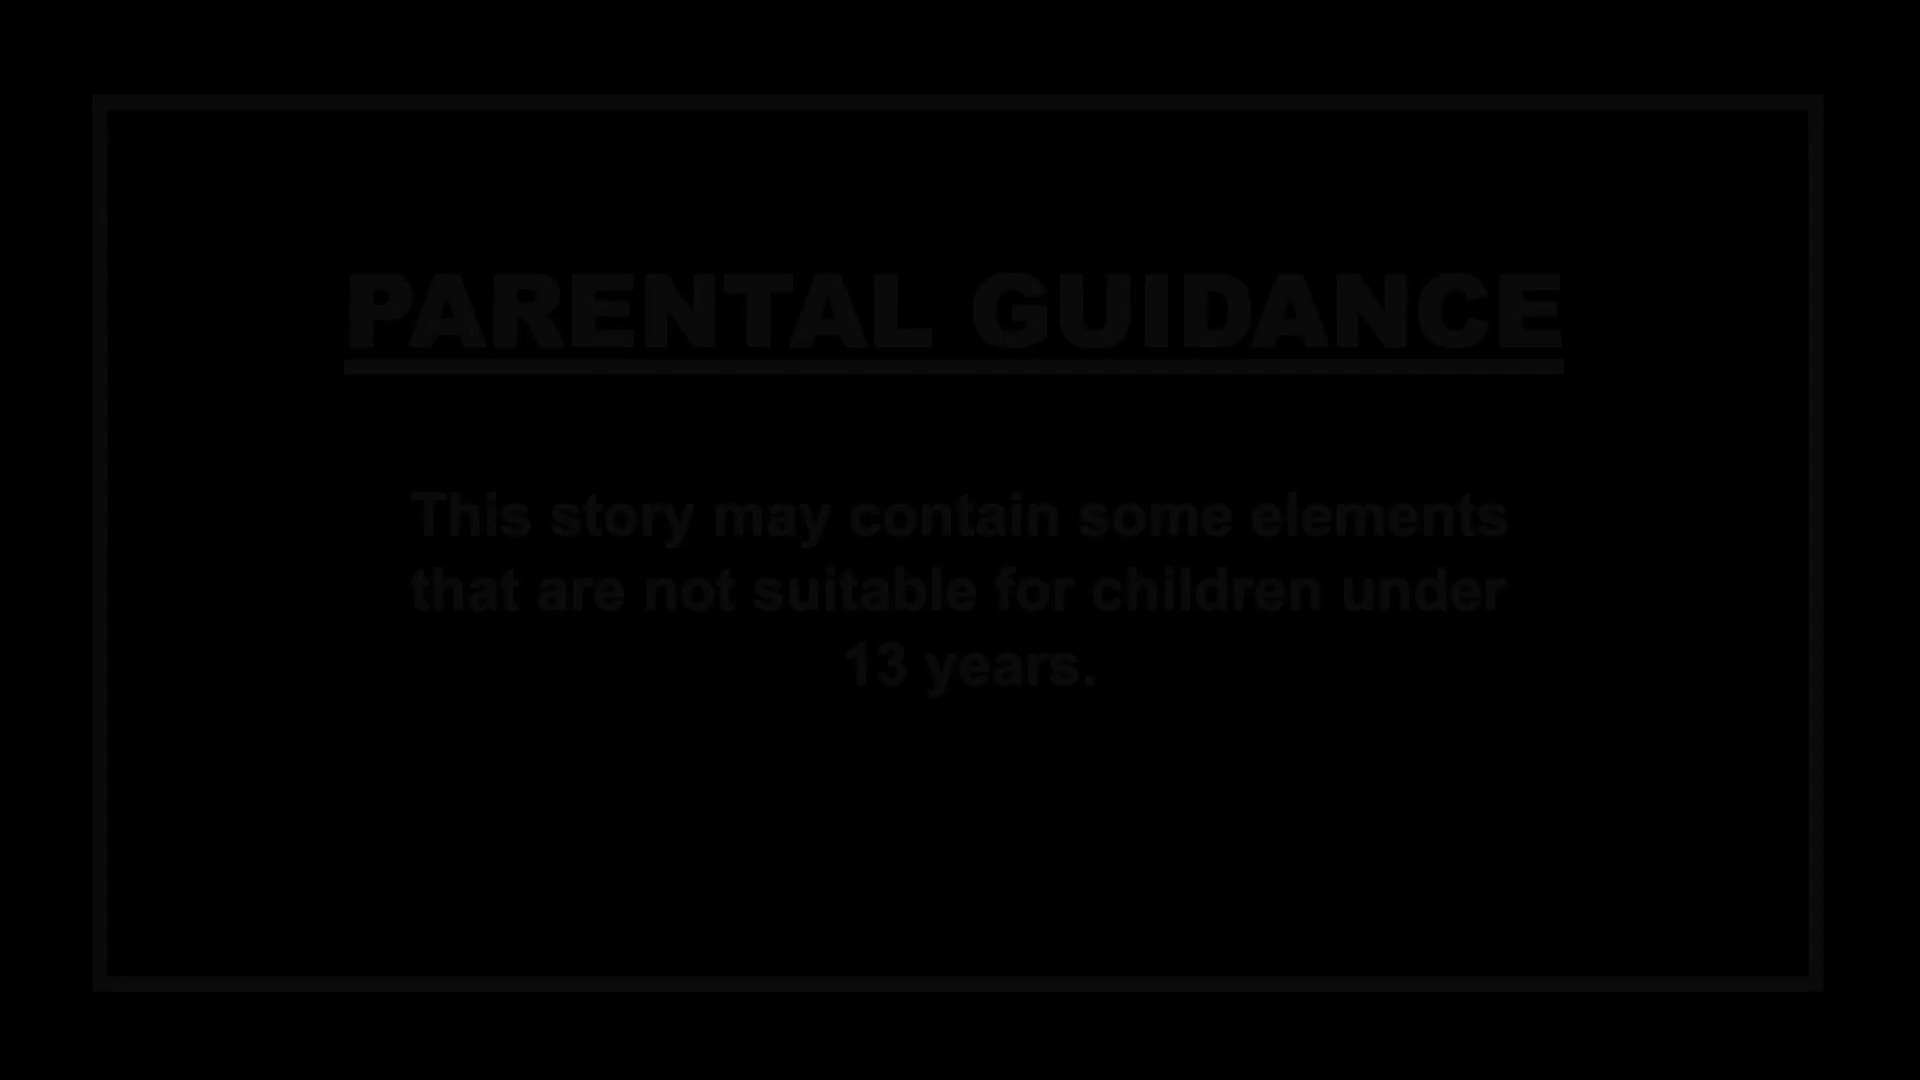 PARENTAL GUIDANCE
This story may contain some elements
that are not suitable for children under
13 years.